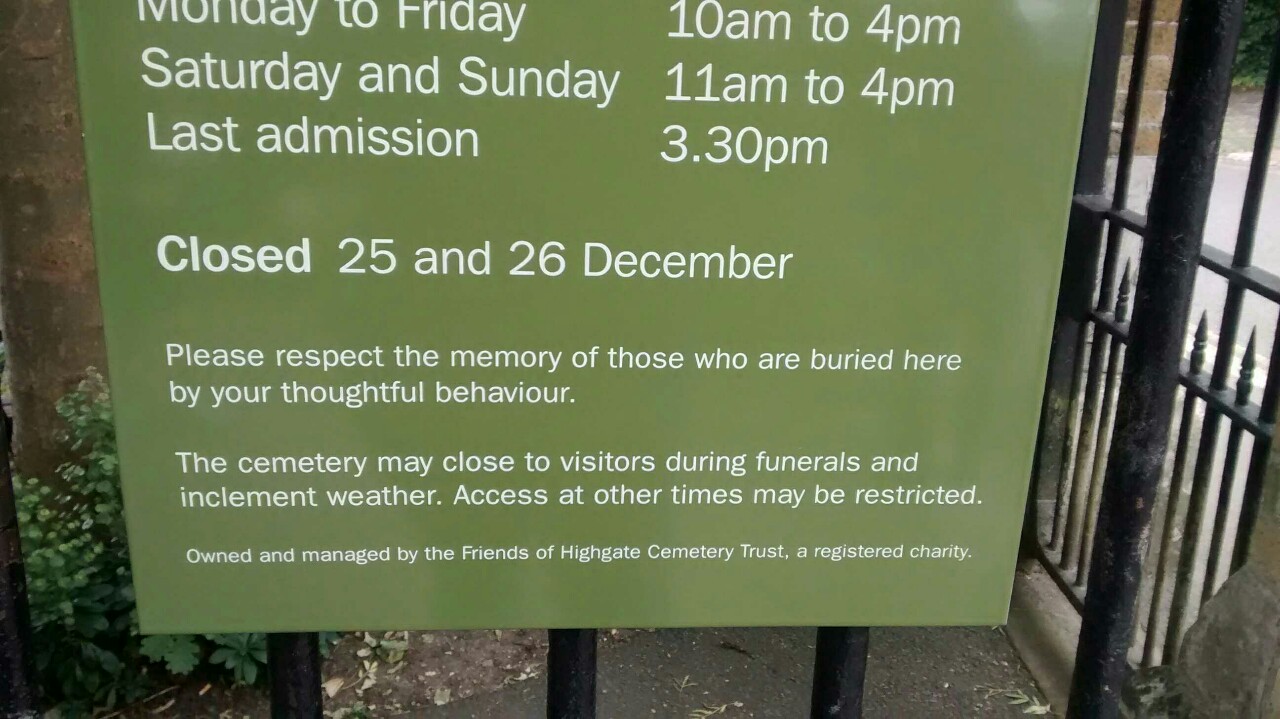 Monday to Friday 10am to 4pm
Saturday and Sunday 11am to 4pm
Last admission 3.30pm
Closed 25 and 26 December
Please respect the memory of those who are buried here
by your thoughtful behaviour.
The cemetery may close to visitors during funerals and
inclement weather. Access at other times may be restricted.
Owned and managed by the Friends of Highgate Cemetery Trust, a registered charity.